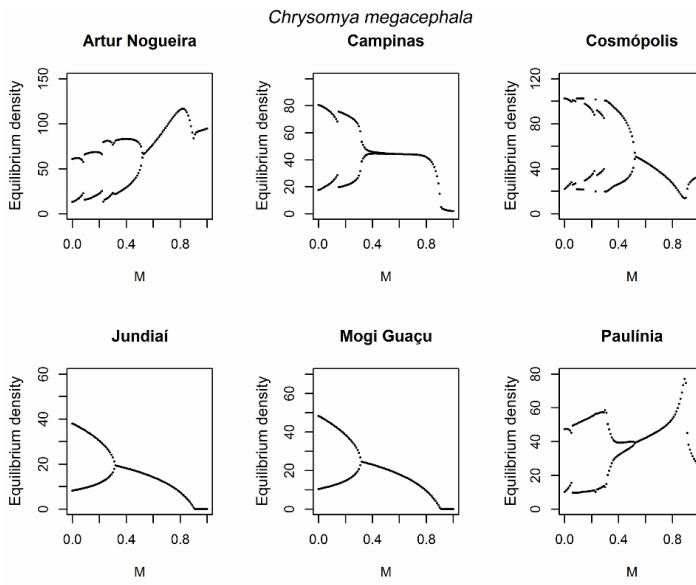 Chrysomya megacephala
Artur Nogueira
Campinas
Cosmópolis
Equilibrium density
0 50 100 150
0.0 0.4 0.8
M
Equilibrium density
0 20 40 60 80
0.0 0.4 0.8
M
Equilibrium density
0 40 80 120
0.0 0.4 0.8
M
Jundiaí
Mogi Guaçu
Paulínia
Equilibrium density
0 20 40 60
0.0 0.4 0.8
M
Equilibrium density
0 20 40 60
0.0 0.4 0.8
M
Equilibrium density
0 20 40 60 80
0.0 0.4 0.8
M